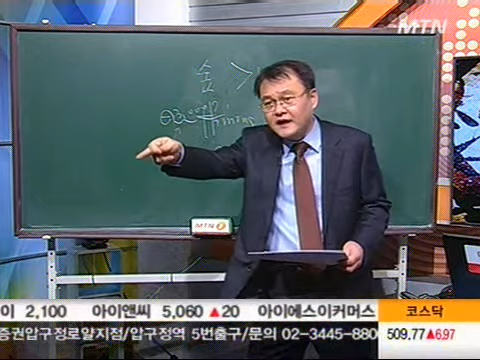 MTN
숲 >
MTN
이 2,100 아이앤씨 5,060 ▲20 아이에스이커머스 코스닥
증권압구정로얄지점/압구정역 5번출구/문의 02-3445-880 509,77▲6,97